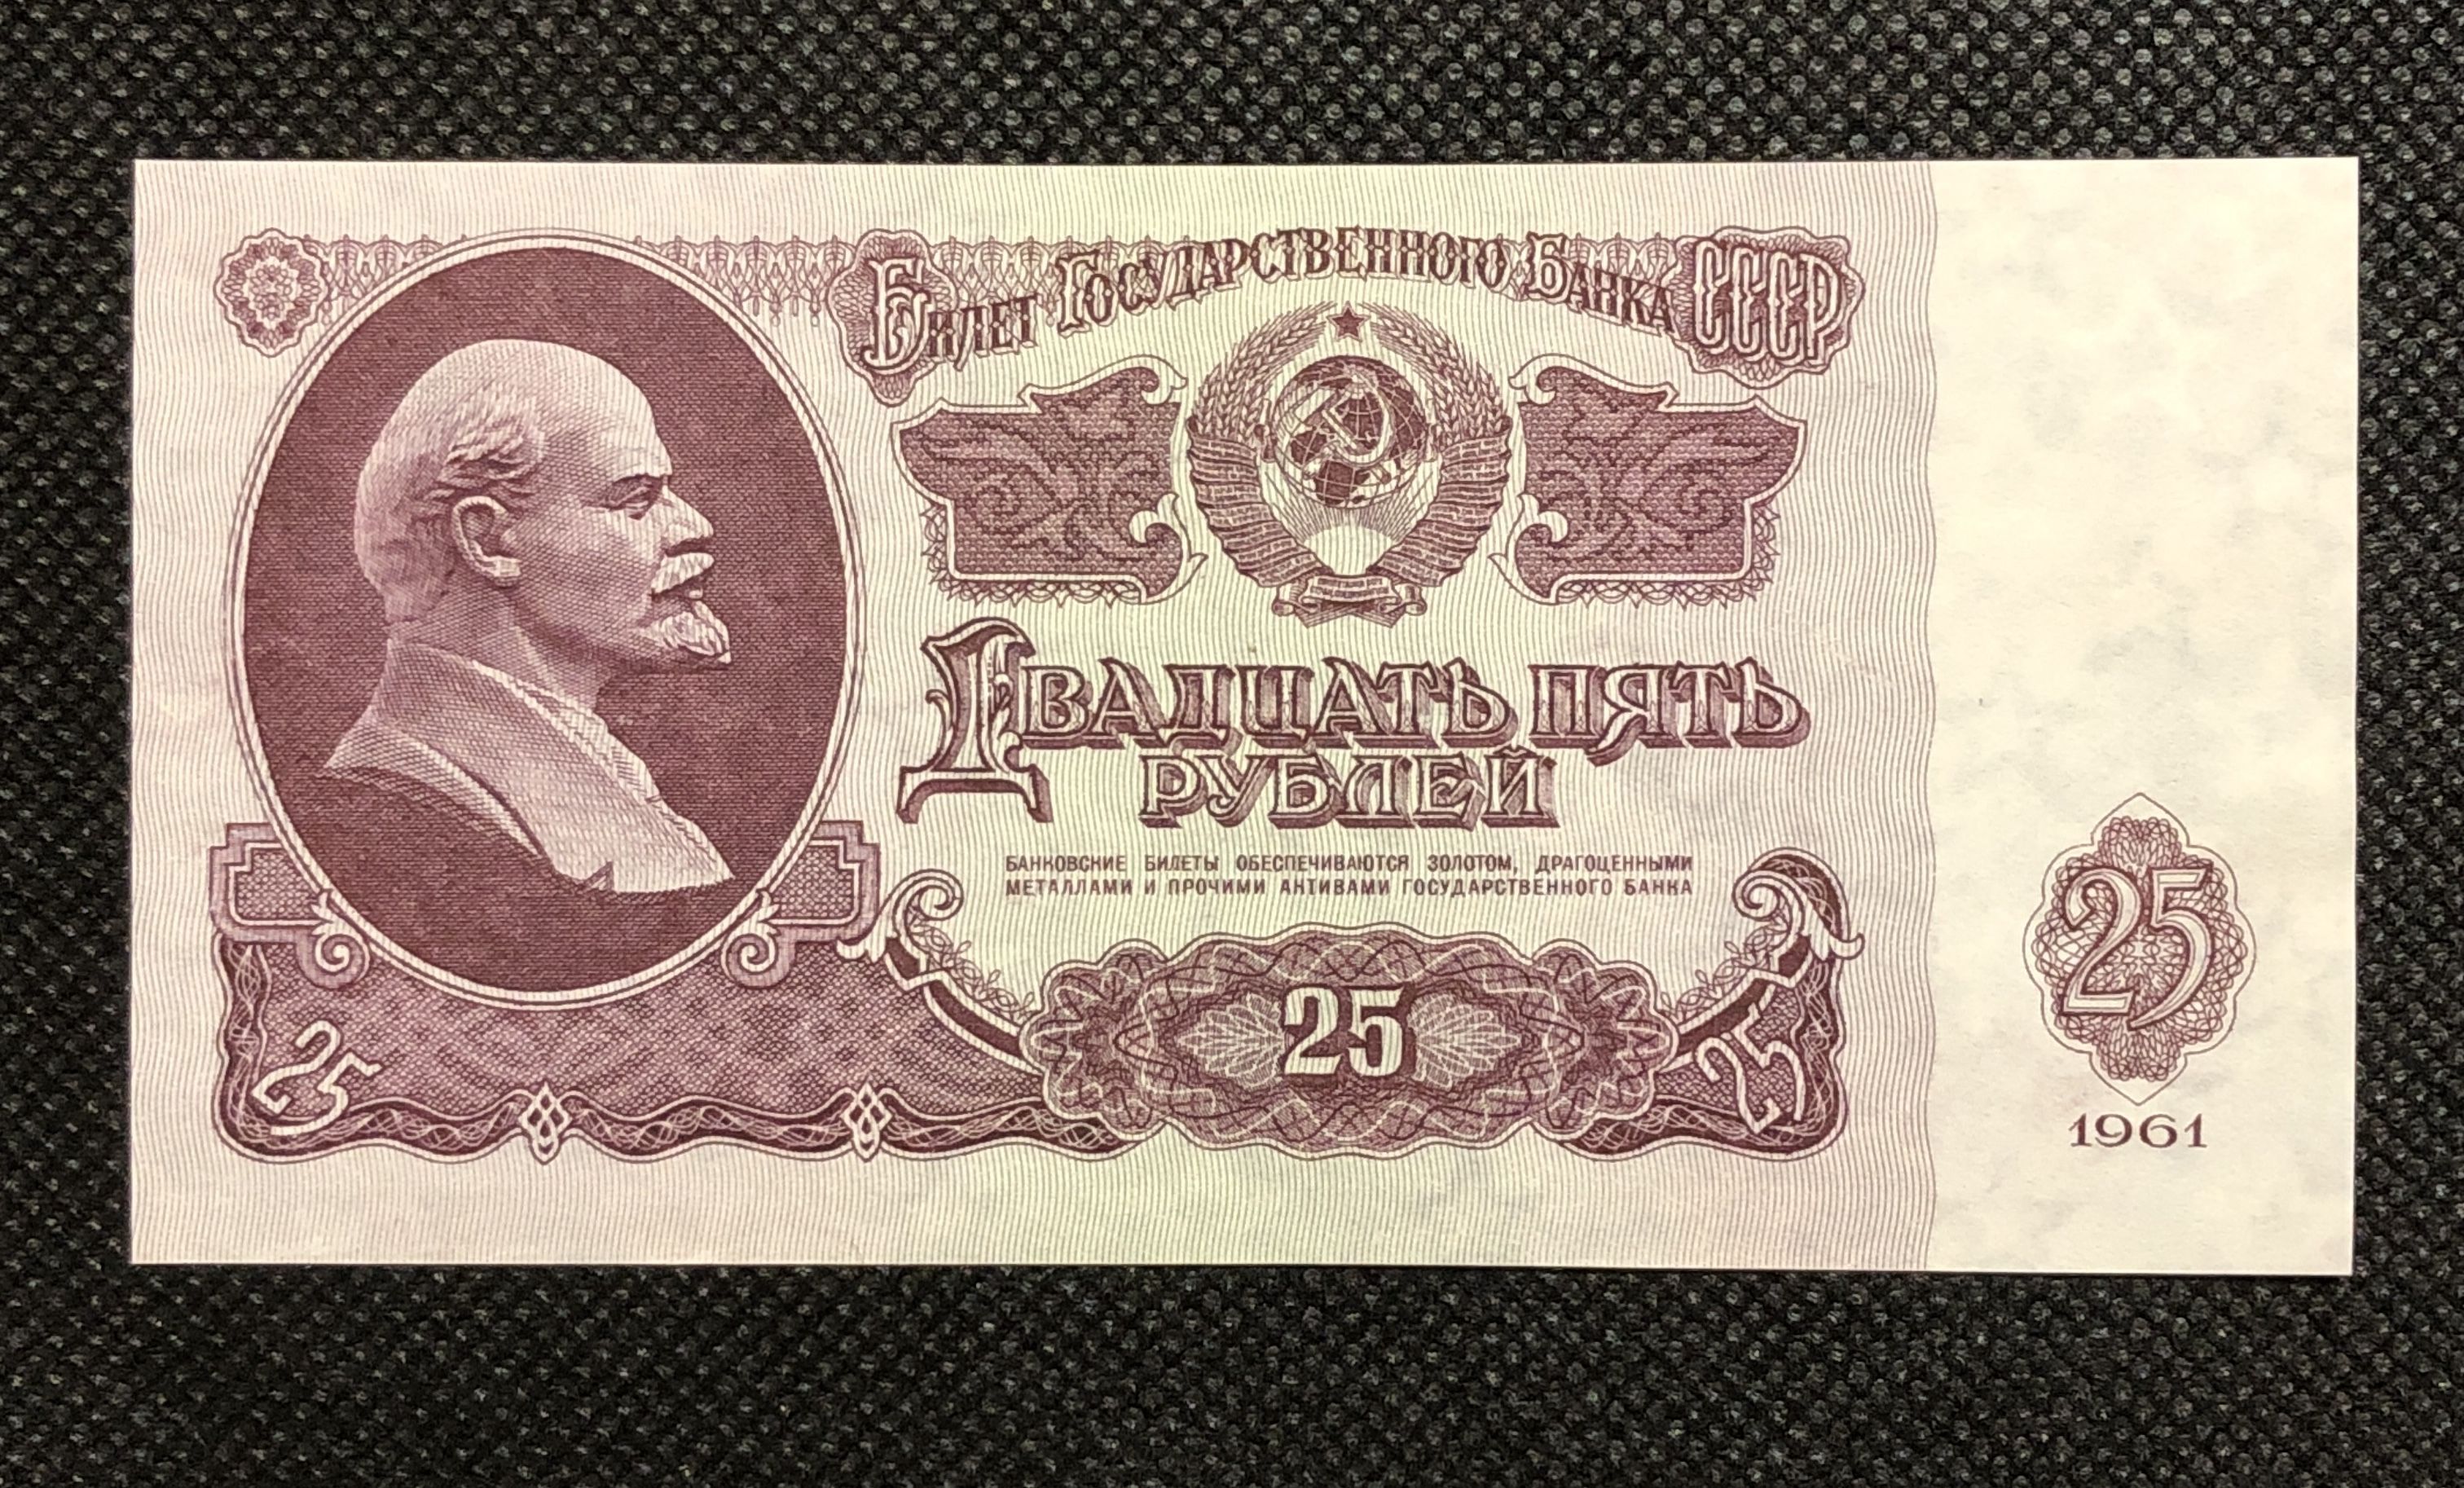 Билет Государственного Банка СССР
Двадцать пять
рублей
БАНКОВСКИЕ БИЛЕТЫ ОБЕСПЕЧИВАЮТСЯ ЗОЛОТОМ, ДРАГОЦЕННЫМИ
МЕТАЛЛАМИ И ПРОЧИМИ АКТИВАМИ ГОСУДАРСТВЕННОГО БАНКА
25
25
25
25
1961